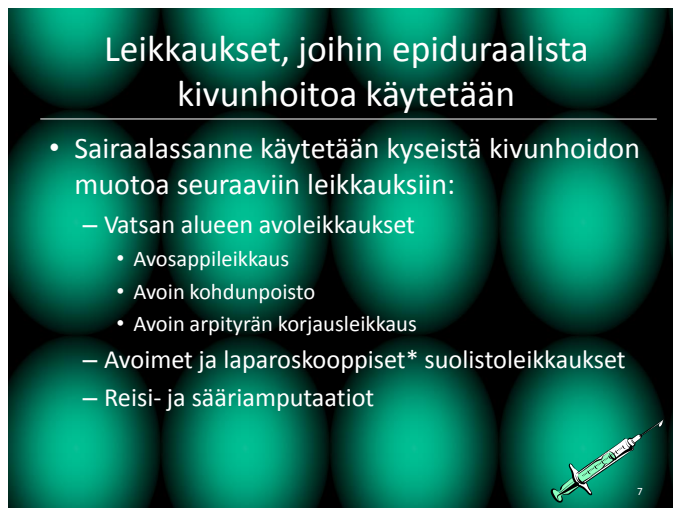 Leikkaukset, joihin epiduraalista
kivunhoitoa käytetään
• Sairaalassanne käytetään kyseistä kivunhoidon
muotoa seuraaviin leikkauksiin:
– Vatsan alueen avoleikkaukset
• Avosappileikkaus
• Avoin kohdunpoisto
• Avoin arpityrän korjausleikkaus
– Avoimet ja laparoskooppiset* suolistoleikkaukset
– Reisi- ja sääriamputaatiot
7